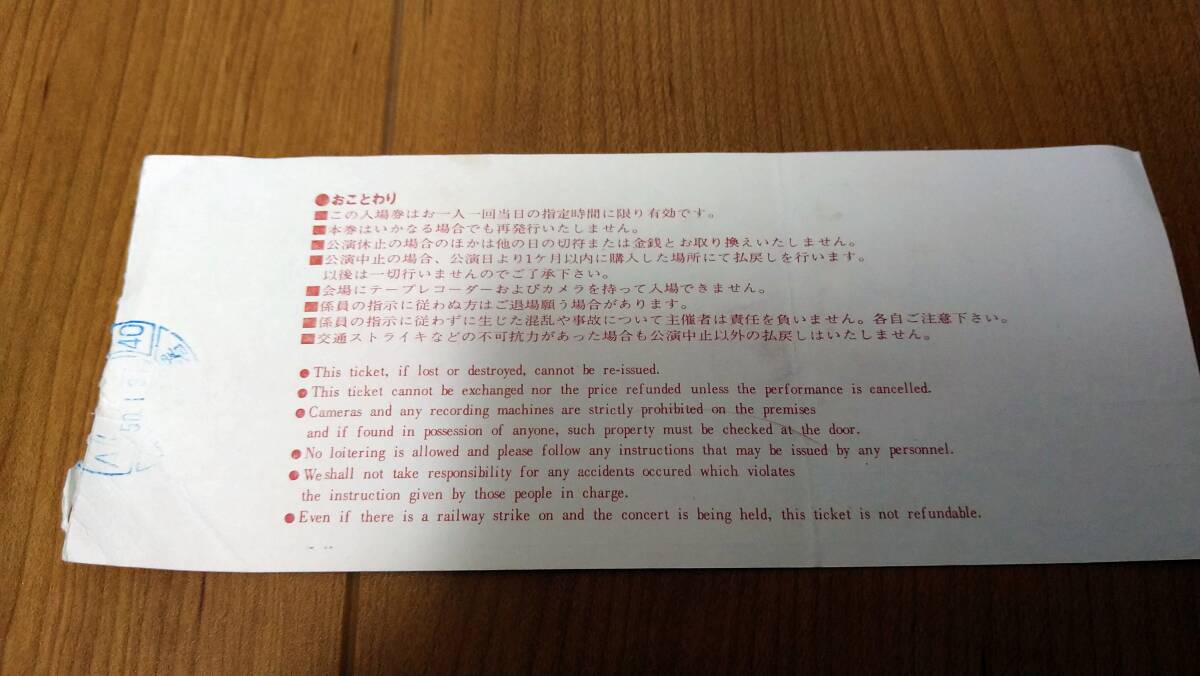 ●おことわり
■この入場券はお一人一回当日の指定時間に限り有効です。
■本券はいかなる場合でも再発行いたしません。
■公演休止の場合のほかは他の日の切符または金銭とお取り換えいたしません。
■公演中止の場合、公演日より1ケ月以内に購入した場所にて払戻しを行います。
以後は一切行いませんのでご了承下さい。
■会場にテープレコーダーおよびカメラを持って入場できません。
■係員の指示に従わぬ方はご退場願う場合があります。
■係員の指示に従わずに生じた混乱や事故について主催者は責任を負いません。各自ご注意下さい。
■交通ストライキなどの不可抗力があった場合も公演中止以外の払戻しはいたしません。
● This ticket, if lost or destroyed, cannot be re-issued.
● This ticket cannot be exchanged nor the price refunded unless the performance is cancelled.
● Cameras and any recording machines are strictly prohibited on the premises
and if found in possession of anyone, such property must be checked at the door.
● No loitering is allowed and please follow any instructions that may be issued by any personnel.
● We shall not take responsibility for any accidents occured which violates
the instruction given by those people in charge.
● Even if there is a railway strike on and the concert is being held, this ticket is not refundable.
40